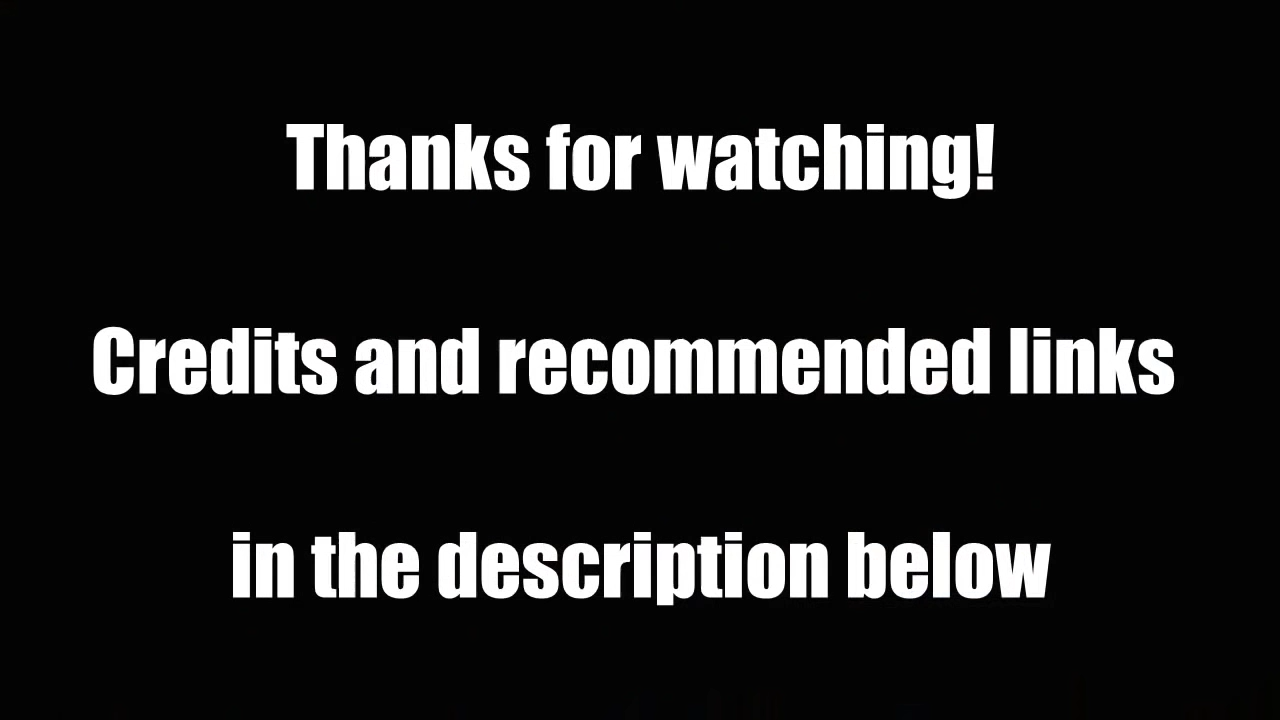 Thanks for watching!
Credits and recommended links
in the description below